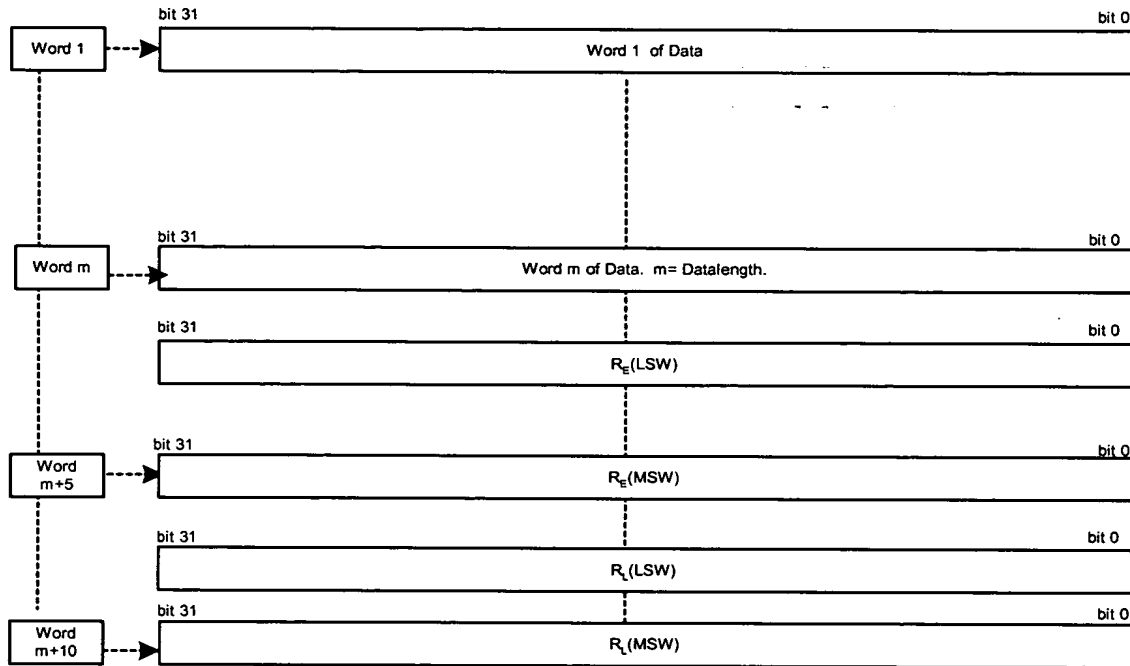 bit 31 bit 0
Word 1 Word 1 of Data
bit 31 bit 0
Word m Word m of Data. m= Datalength.
bit 31 bit 0
R_E(LSW)
bit 31 bit 0
Word R_E(MSW)
m+5
bit 31 bit 0
R_L(LSW)
bit 31 bit 0
Word R_L(MSW)
m+10